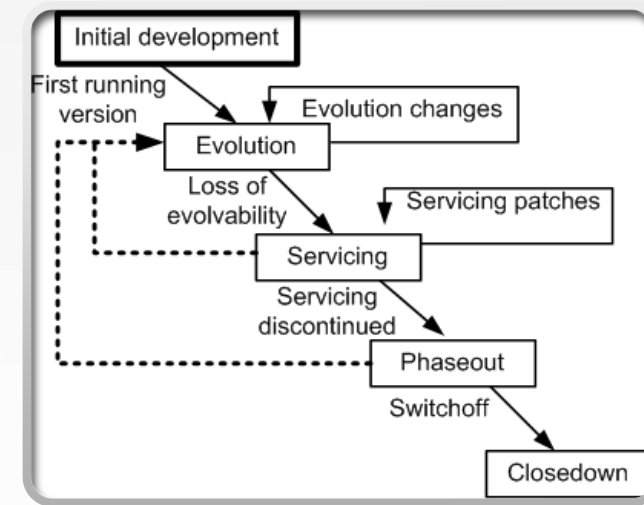 Initial development
First running
version
Evolution changes
Evolution
Loss of
evolvability
Servicing patches
Servicing
Servicing
discontinued
Phaseout
Switchoff
Closedown